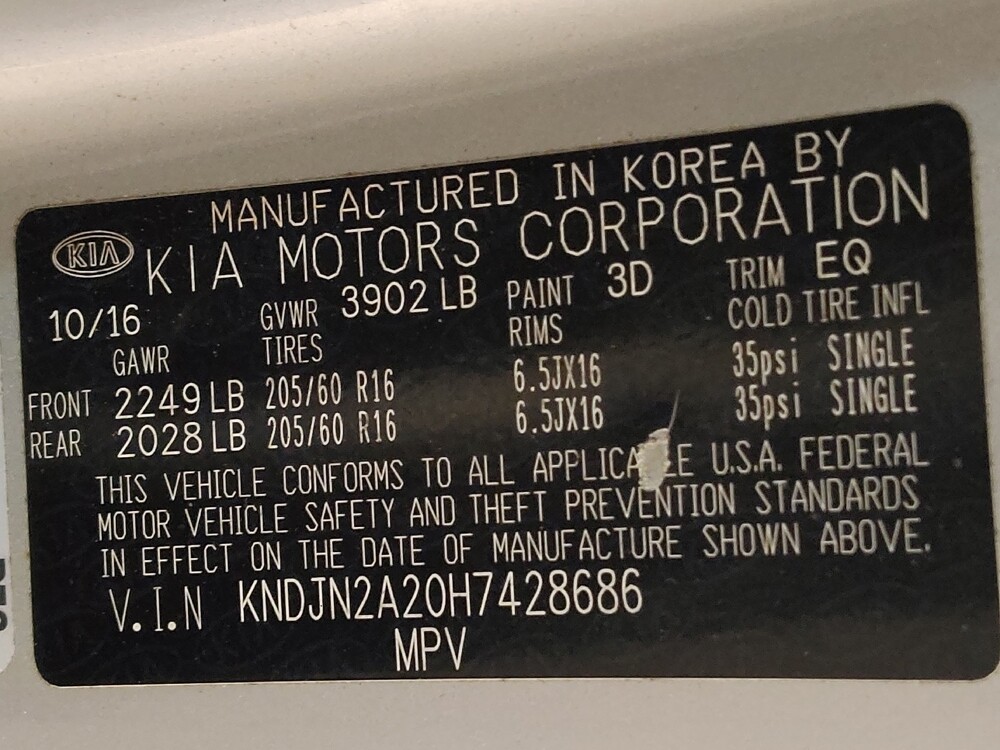 MANUFACTURED IN KOREA BY
KIA KIA MOTORS CORPORATION
10/16 GVWR 3902 LB PAINT 3D TRIM EQ
GAWR TIRES RIMS COLD TIRE INFL
FRONT 2249 LB 205/60 R16 6.5JX16 35psi SINGLE
REAR 2028 LB 205/60 R16 6.5JX16 35psi SINGLE
THIS VEHICLE CONFORMS TO ALL U.S.A. FEDERAL
MOTOR VEHICLE SAFETY AND THEFT PREVENTION STANDARDS
IN EFFECT ON THE DATE OF MANUFACTURE SHOWN ABOVE.
V.I.N KNDJN2A20H7428686
MPV